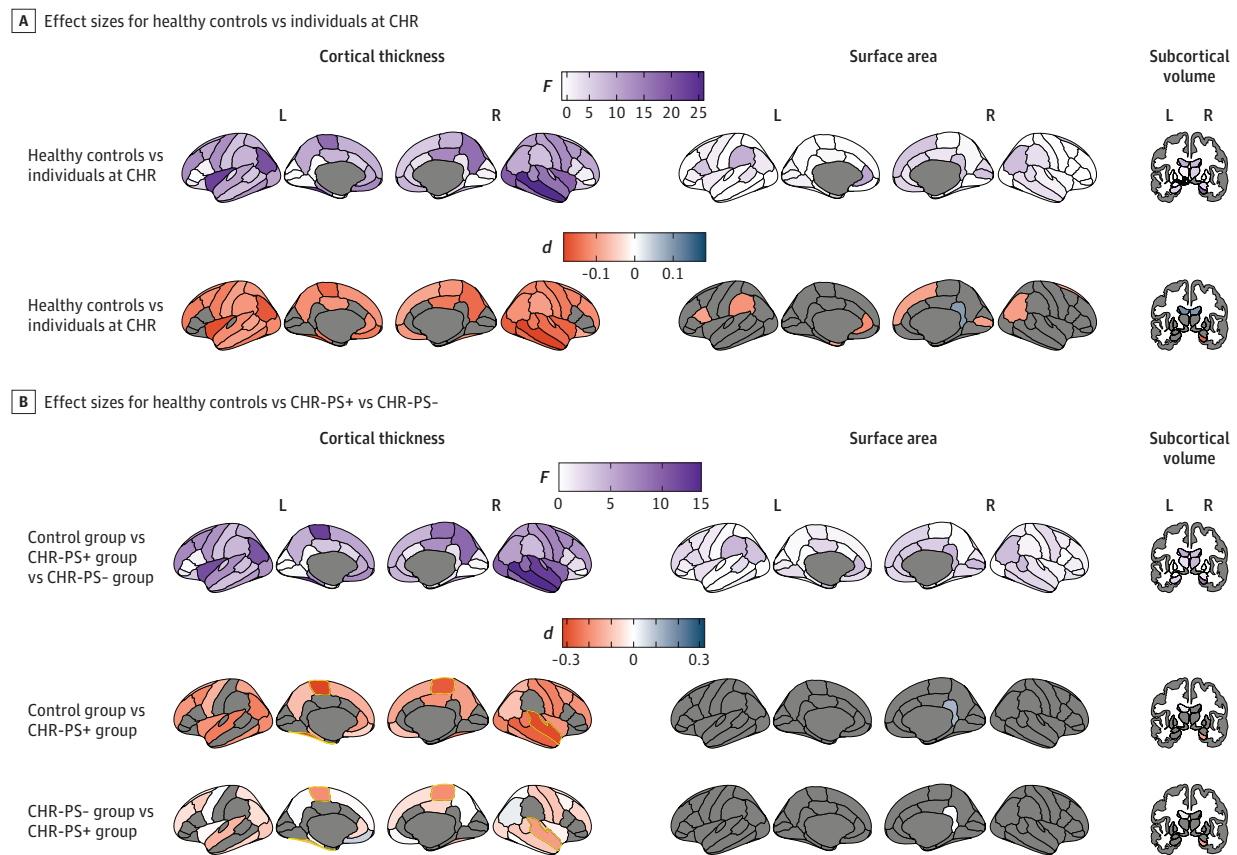 A Effect sizes for healthy controls vs individuals at CHR
Cortical thickness
Surface area
Subcortical
volume
F
0 5 10 15 20 25
L
R
L
R
L R
Healthy controls vs
individuals at CHR
d
-0.1 0 0.1
Healthy controls vs
individuals at CHR
B Effect sizes for healthy controls vs CHR-PS+ vs CHR-PS-
Cortical thickness
Surface area
Subcortical
volume
F
0 5 10 15
L
R
L
R
L R
Control group vs
CHR-PS+ group
vs CHR-PS- group
d
-0.3 0 0.3
Control group vs
CHR-PS+ group
CHR-PS- group vs
CHR-PS+ group